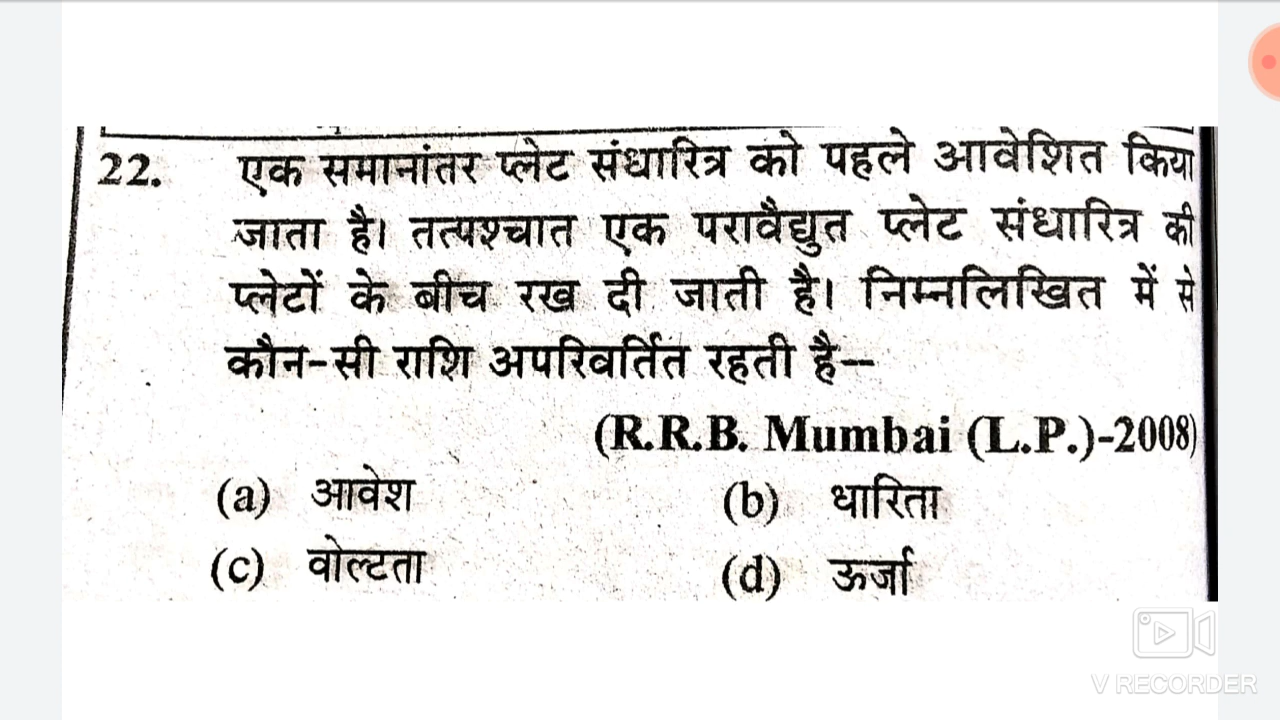 22. एक समानांतर प्लेट संधारित्र को पहले आवेशित किया
जाता है। तत्पश्चात एक परावैद्युत प्लेट संधारित्र की
प्लेटों के बीच रख दी जाती है। निम्नलिखित में से
कौन-सी राशि अपरिवर्तित रहती है—
(R.R.B. Mumbai (L.P.)-2008)
(a) आवेश (b) धारिता
(c) वोल्टता (d) ऊर्जा
V RECORDER